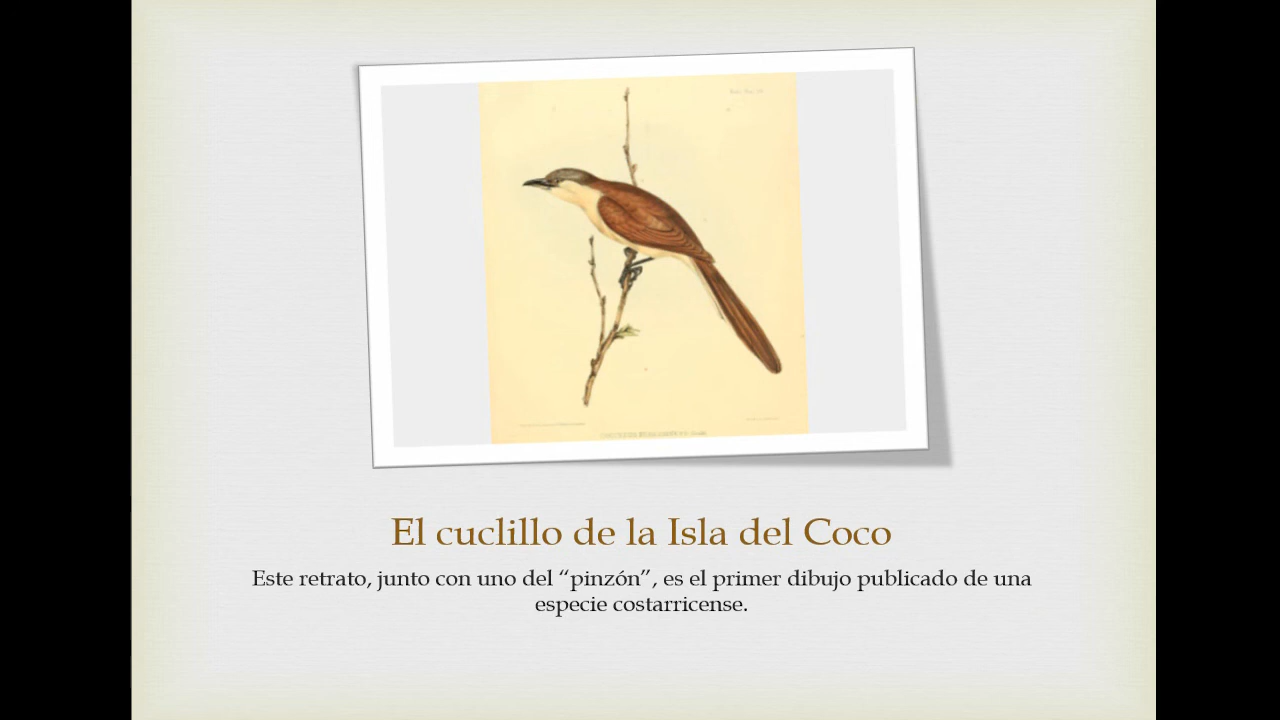 El cuclillo de la Isla del Coco
Este retrato, junto con uno del “pinzón”, es el primer dibujo publicado de una
especie costarricense.